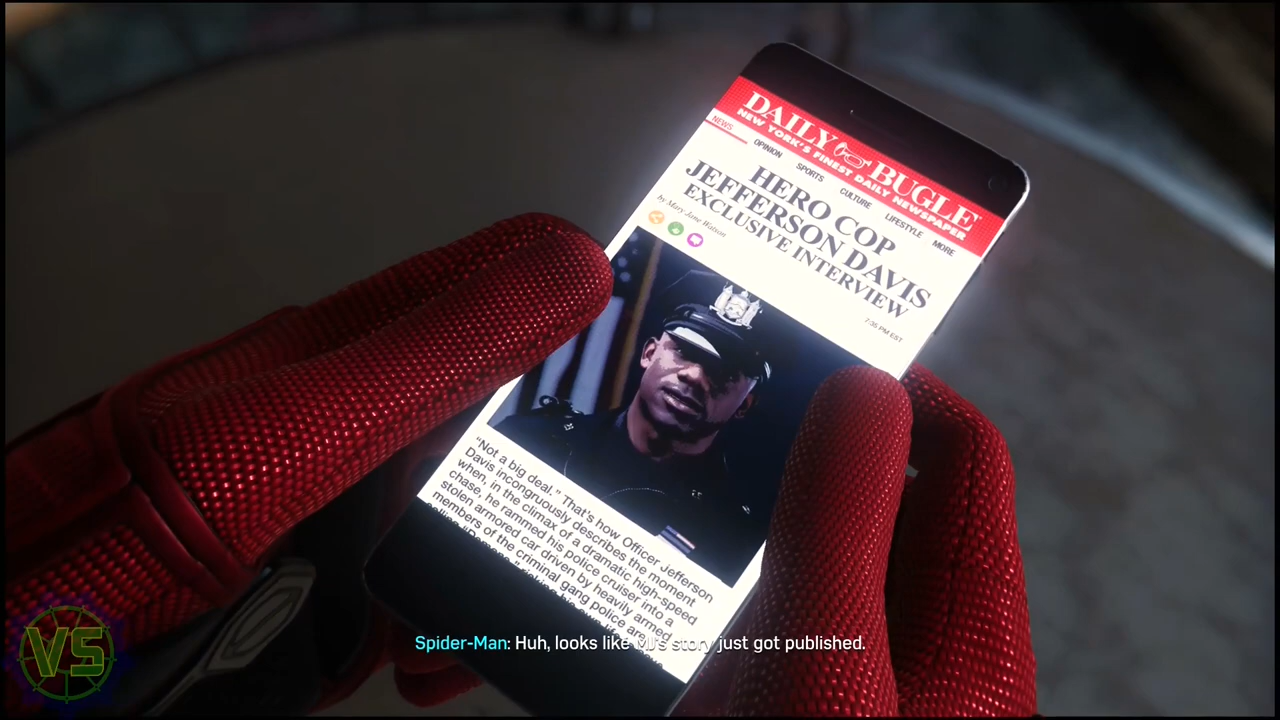 DAILY BUGLE
NEW YORK'S FINEST DAILY NEWSPAPER
NEWS OPINION SPORTS CULTURE LIFESTYLE MORE
HERO COP
JEFFERSON DAVIS
EXCLUSIVE INTERVIEW
by Mary Jane Watson
7:35 PM EST
"Not a big deal." That's how Officer Jefferson
Davis incongruously describes the moment
when, in the climax of a dramatic high-speed
chase, he rammed his police cruiser into a
stolen armored car driven by heavily armed
members of the criminal gang police are
Spider-Man: Huh, looks like MJ's story just got published.
VS